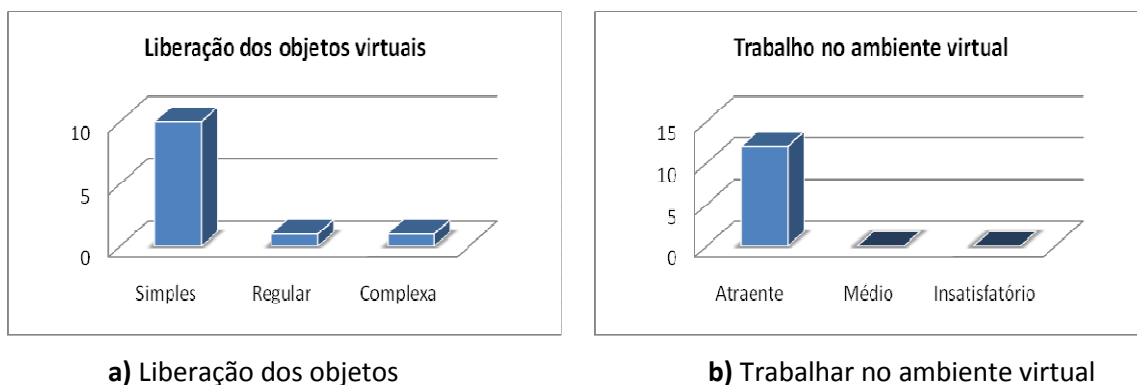 Liberação dos objetos virtuais
10
5
0
Simples Regular Complexa
a) Liberação dos objetos
Trabalho no ambiente virtual
15
10
5
0
Atraente Médio Insatisfatório
b) Trabalhar no ambiente virtual